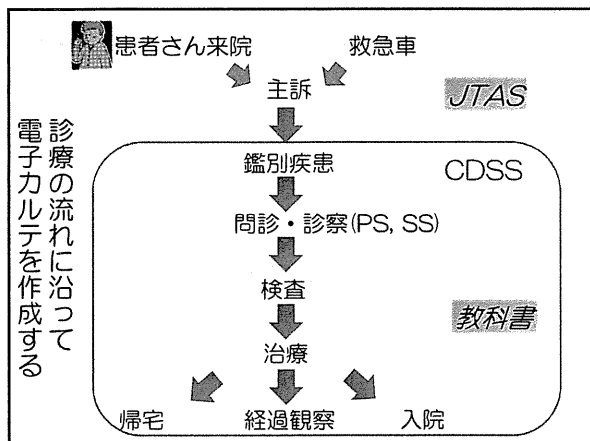 患者さん来院
救急車
主訴
JTAS
診療の流れに沿って
電子カルテを作成する
鑑別疾患
CDSS
問診・診察(PS, SS)
検査
教科書
治療
帰宅
経過観察
入院